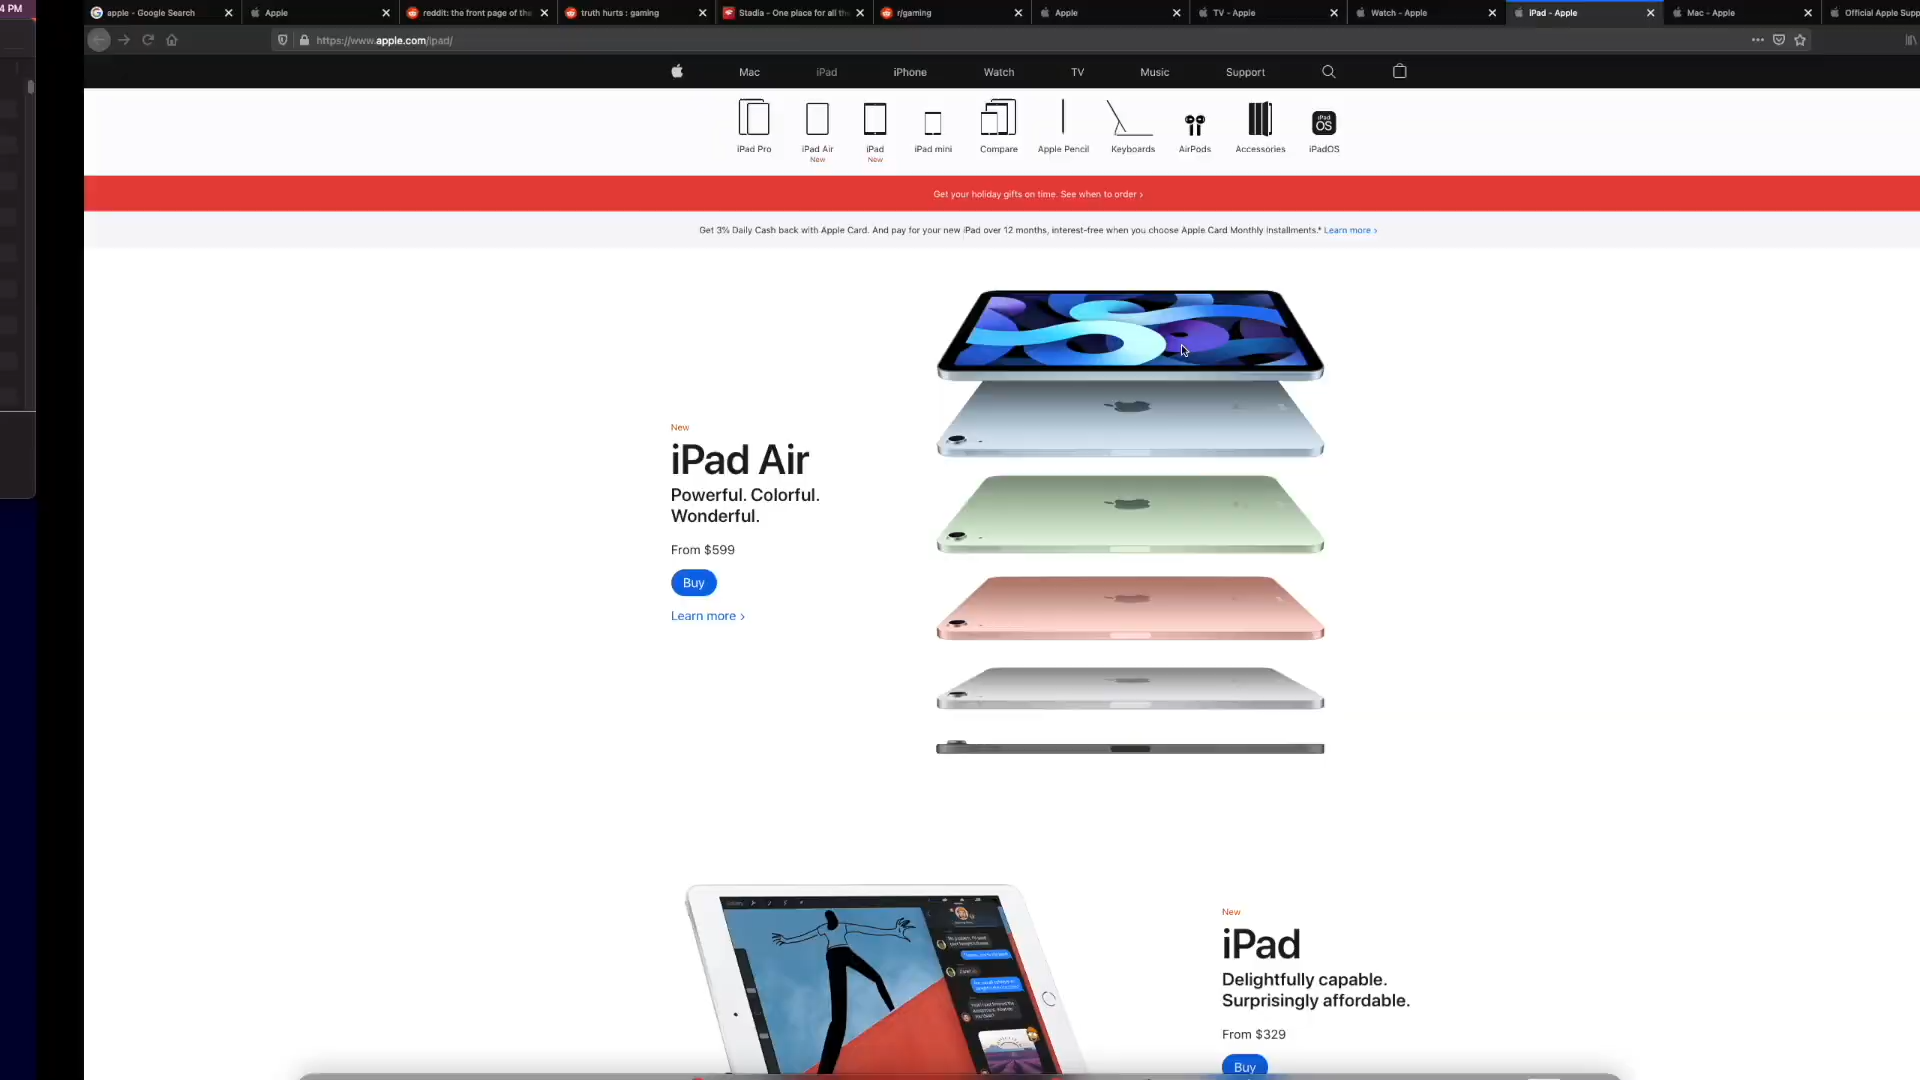 4 PM
apple - Google Search
Apple
reddit: the front page of the
truth hurts : gaming
Stadia - One place for all th
r/gaming
Apple
TV - Apple
Watch - Apple
iPad - Apple
Mac - Apple
Official Apple Supp
https://www.apple.com/ipad/
Mac
iPad
iPhone
Watch
TV
Music
Support
iPad Pro
iPad Air
New
iPad
New
iPad mini
Compare
Apple Pencil
Keyboards
AirPods
Accessories
iPad
OS
iPadOS
Get your holiday gifts on time. See when to order >
Get 3% Daily Cash back with Apple Card. And pay for your new iPad over 12 months, interest-free when you choose Apple Card Monthly Installments.* Learn more >
New
iPad Air
Powerful. Colorful.
Wonderful.
From $599
Buy
Learn more >
New
iPad
Delightfully capable.
Surprisingly affordable.
From $329
Buy